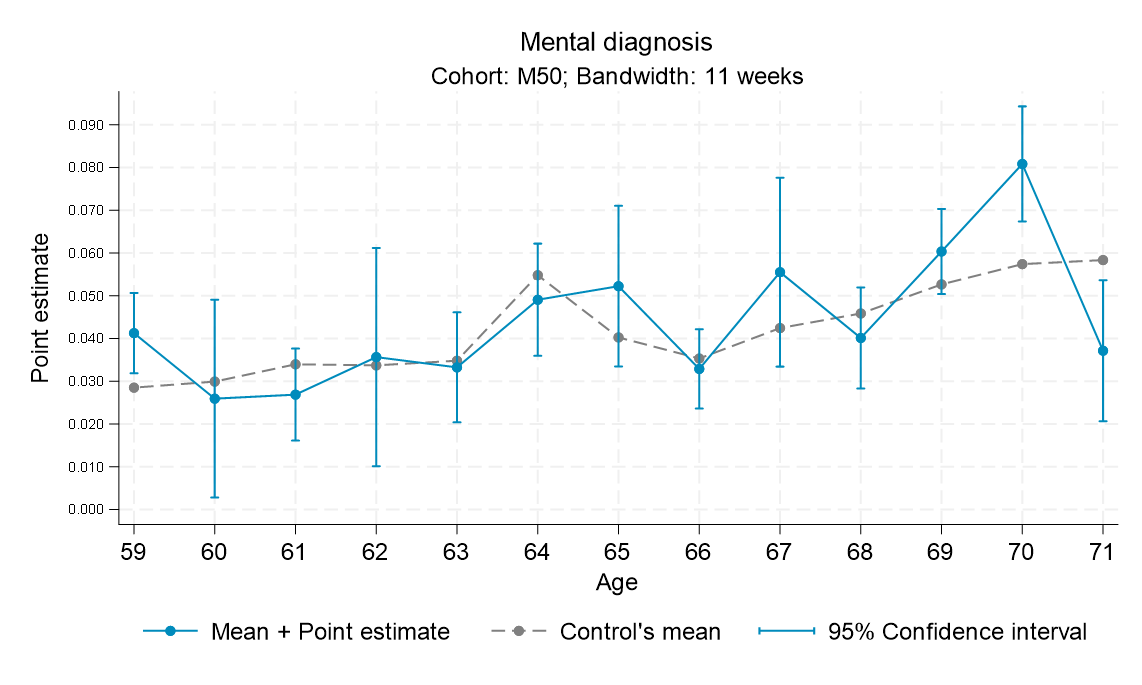 Mental diagnosis
Cohort: M50; Bandwidth: 11 weeks
Point estimate
0.090
0.080
0.070
0.060
0.050
0.040
0.030
0.020
0.010
0.000
59 60 61 62 63 64 65 66 67 68 69 70 71
Age
Mean + Point estimate Control's mean 95% Confidence interval